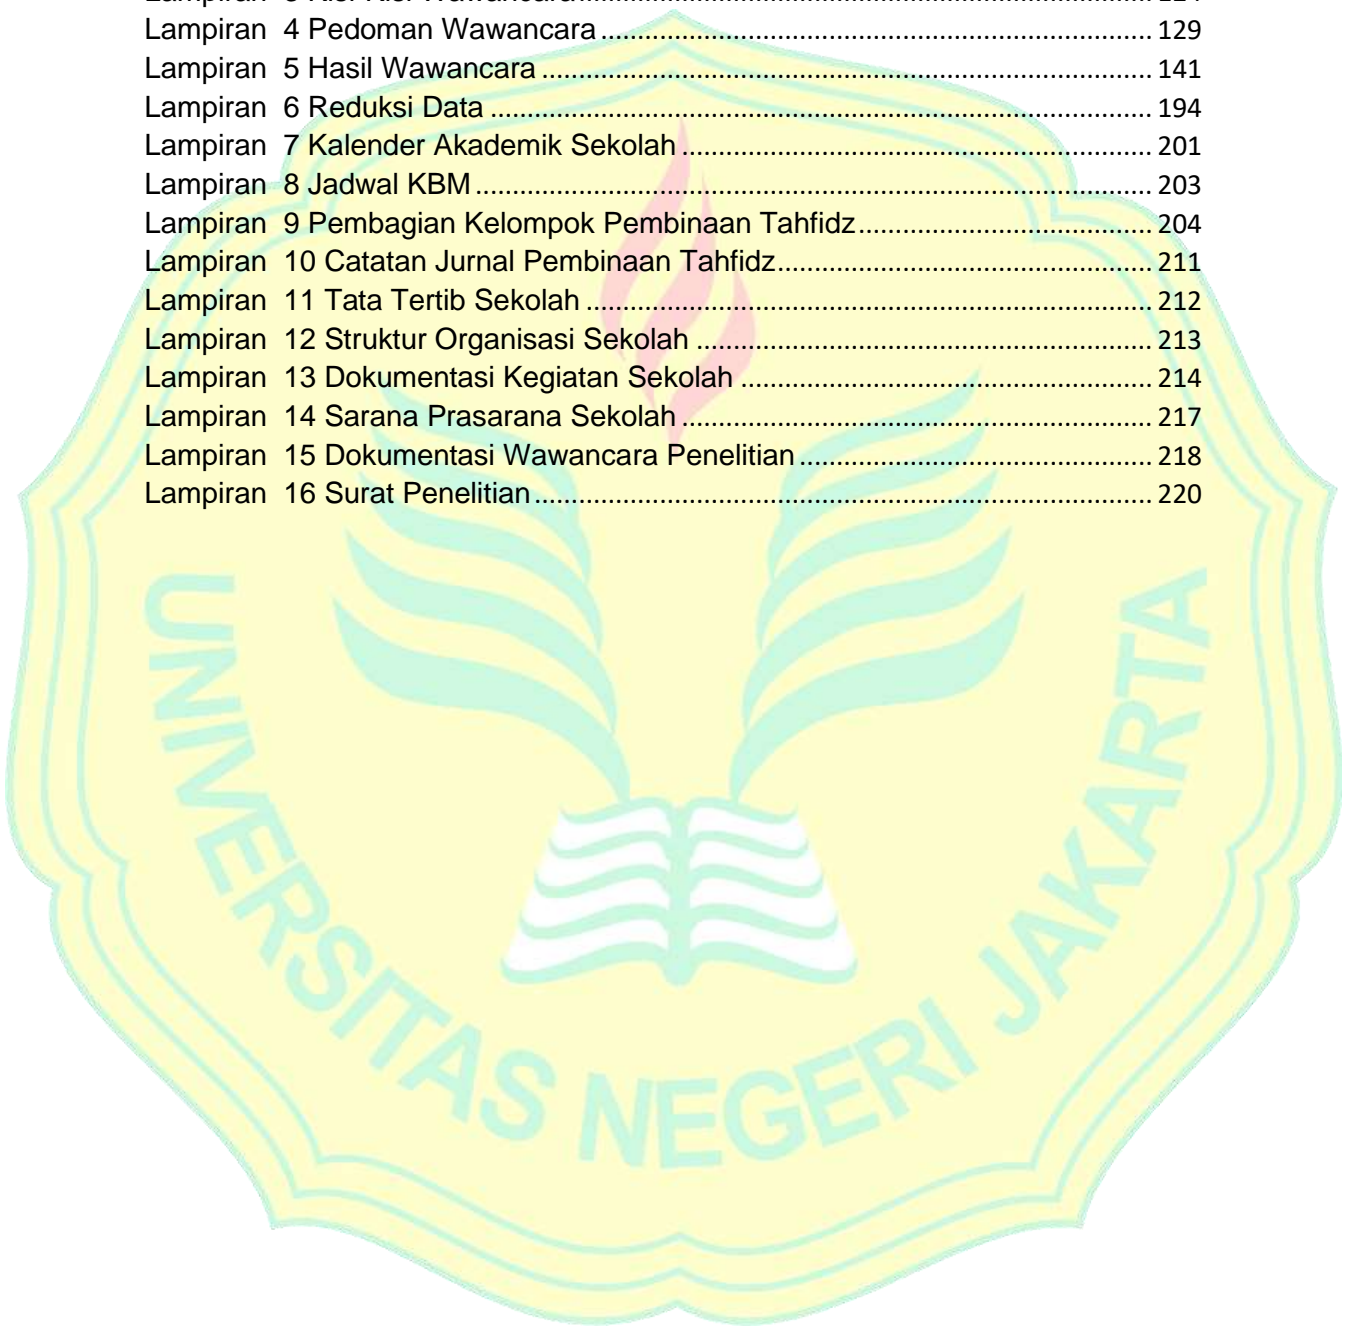 Lampiran  4 Pedoman Wawancara ........................................................................................ 129
Lampiran  5 Hasil Wawancara ................................................................................................. 141
Lampiran  6 Reduksi Data ........................................................................................................ 194
Lampiran  7 Kalender Akademik Sekolah ........................................................................... 201
Lampiran  8 Jadwal KBM .......................................................................................................... 203
Lampiran  9 Pembagian Kelompok Pembinaan Tahfidz ............................................... 204
Lampiran  10 Catatan Jurnal Pembinaan Tahfidz ............................................................ 211
Lampiran  11 Tata Tertib Sekolah .......................................................................................... 212
Lampiran  12 Struktur Organisasi Sekolah ......................................................................... 213
Lampiran  13 Dokumentasi Kegiatan Sekolah .................................................................. 214
Lampiran  14 Sarana Prasarana Sekolah ........................................................................... 217
Lampiran  15 Dokumentasi Wawancara Penelitian ......................................................... 218
Lampiran  16 Surat Penelitian .................................................................................................. 220
UNIVERSITAS NEGERI JAKARTA